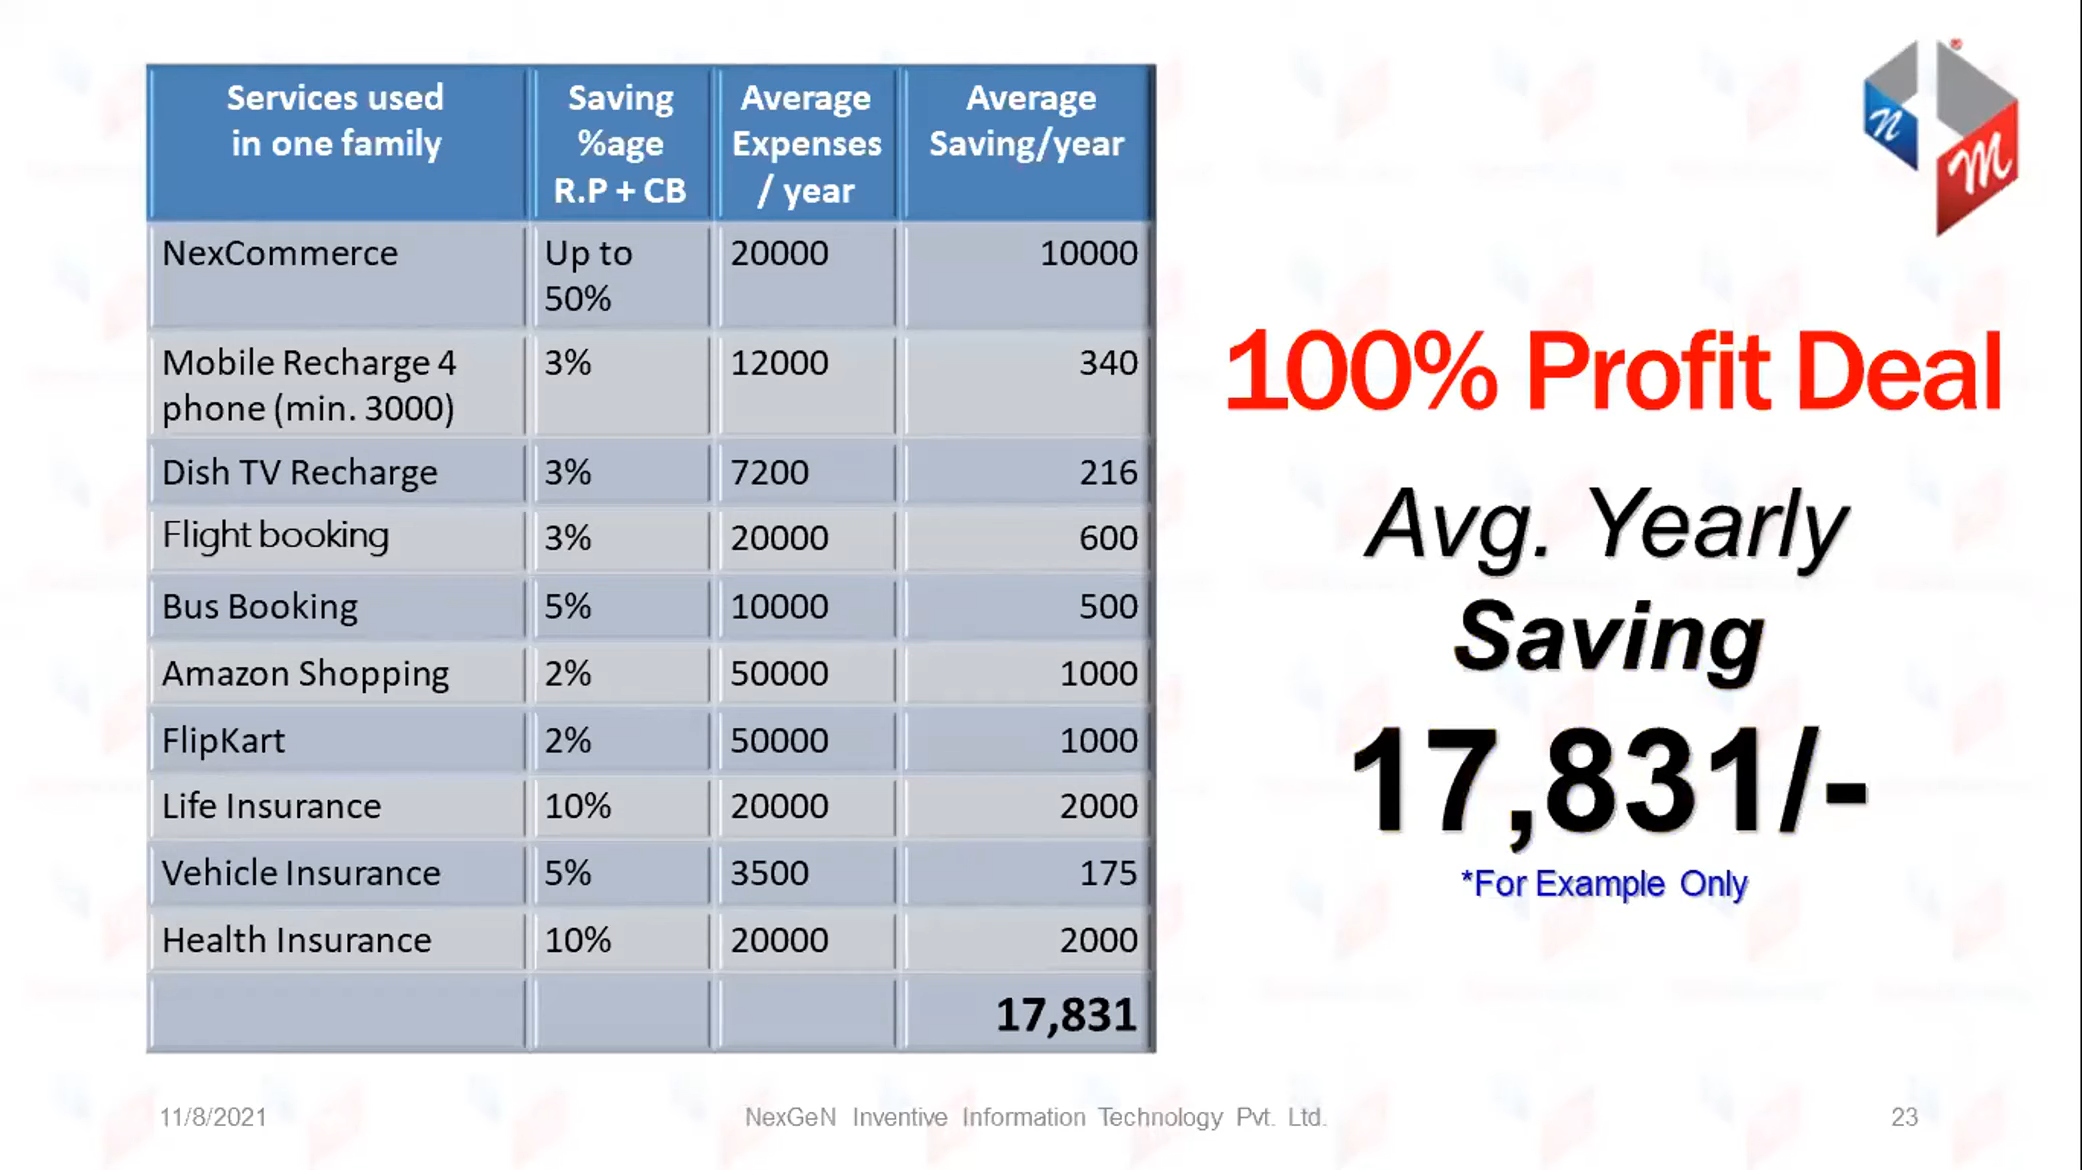 Services used
in one family
Saving
%age
R.P + CB
Average
Expenses
/ year
Average
Saving/year
NexCommerce
Up to
50%
20000
10000
Mobile Recharge 4
phone (min. 3000)
3%
12000
340
Dish TV Recharge
3%
7200
216
Flight booking
3%
20000
600
Bus Booking
5%
10000
500
Amazon Shopping
2%
50000
1000
FlipKart
2%
50000
1000
Life Insurance
10%
20000
2000
Vehicle Insurance
5%
3500
175
Health Insurance
10%
20000
2000
17,831
n
m
®
100% Profit Deal
Avg. Yearly
Saving
17,831/-
*For Example Only
11/8/2021
NexGeN Inventive Information Technology Pvt. Ltd.
23